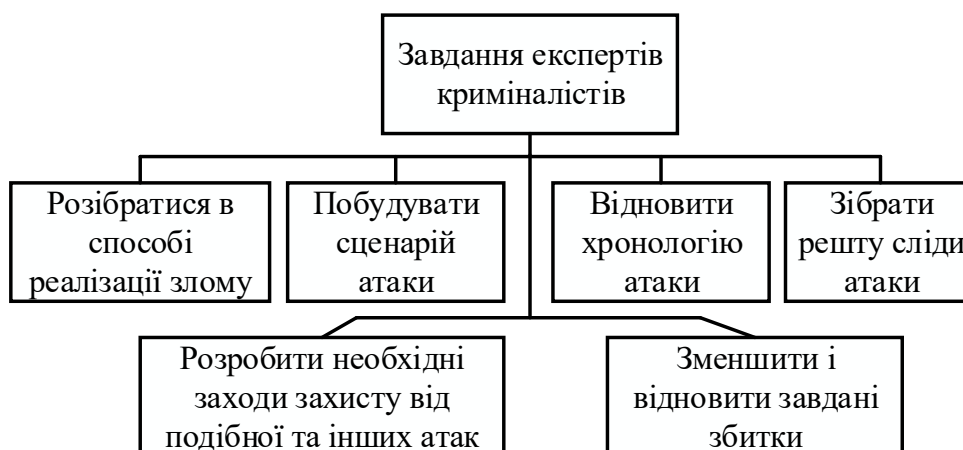 Завдання експертів
криміналістів
Розібратися в
способі
реалізації злому
Побудувати
сценарій
атаки
Відновити
хронологію
атаки
Зібрати
решту сліди
атаки
Розробити необхідні
заходи захисту від
подібної та інших атак
Зменшити і
відновити завдані
збитки